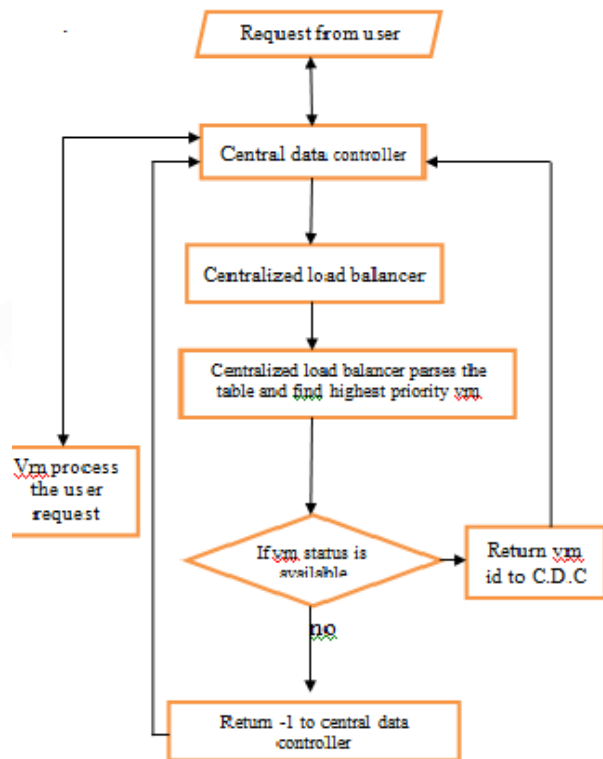 Request from user
Central data controller
Centralized load balancer
Centralized load balancer parses the
table and find highest priority vm
Vm process
the user
request
If vm status is
available
Return vm
id to C.D.C
no
Return -1 to central data
controller